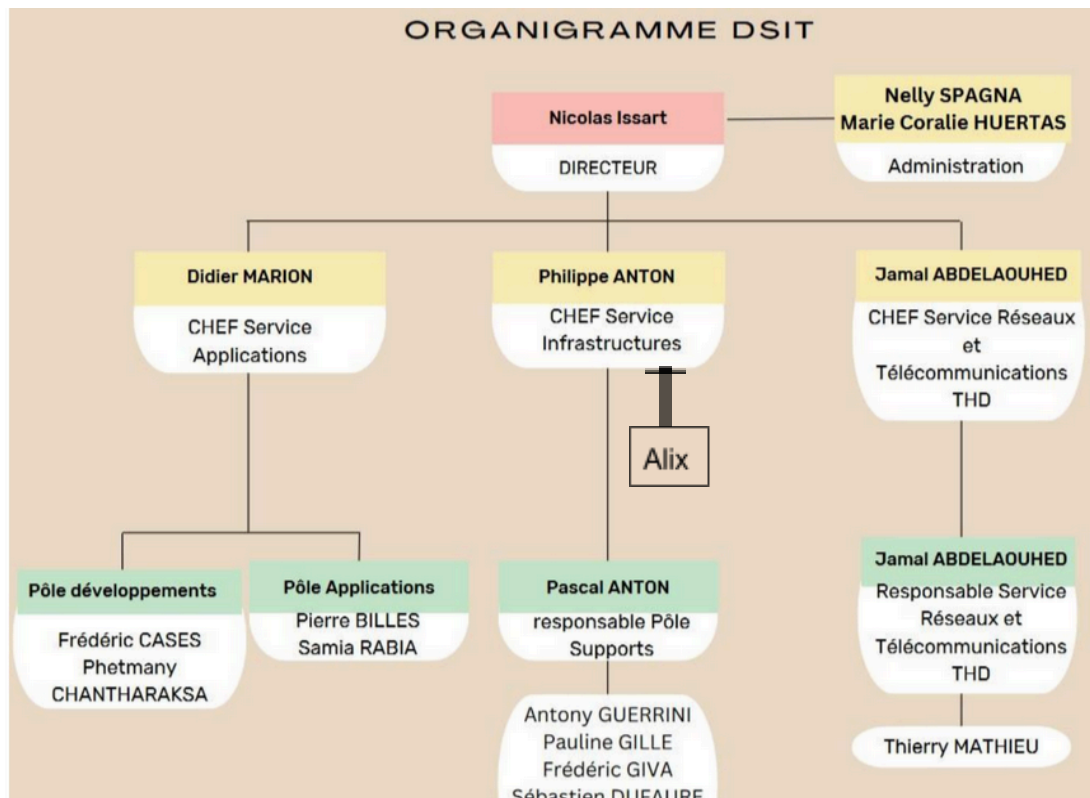 ORGANIGRAMME DSIT
Nicolas Issart
DIRECTEUR
Nelly SPAGNA
Marie Coralie HUERTAS
Administration
Didier MARION
CHEF Service
Applications
Philippe ANTON
CHEF Service
Infrastructures
Jamal ABDELAOUHED
CHEF Service Réseaux
et
Télécommunications
THD
Alix
Pôle développements
Frédéric CASES
Phetmany
CHANTHARAKSA
Pôle Applications
Pierre BILLES
Samia RABIA
Pascal ANTON
responsable Pôle
Supports
Antony GUERRINI
Pauline GILLE
Frédéric GIVA
Sébastien DUFAURE
Jamal ABDELAOUHED
Responsable Service
Réseaux et
Télécommunications
THD
Thierry MATHIEU